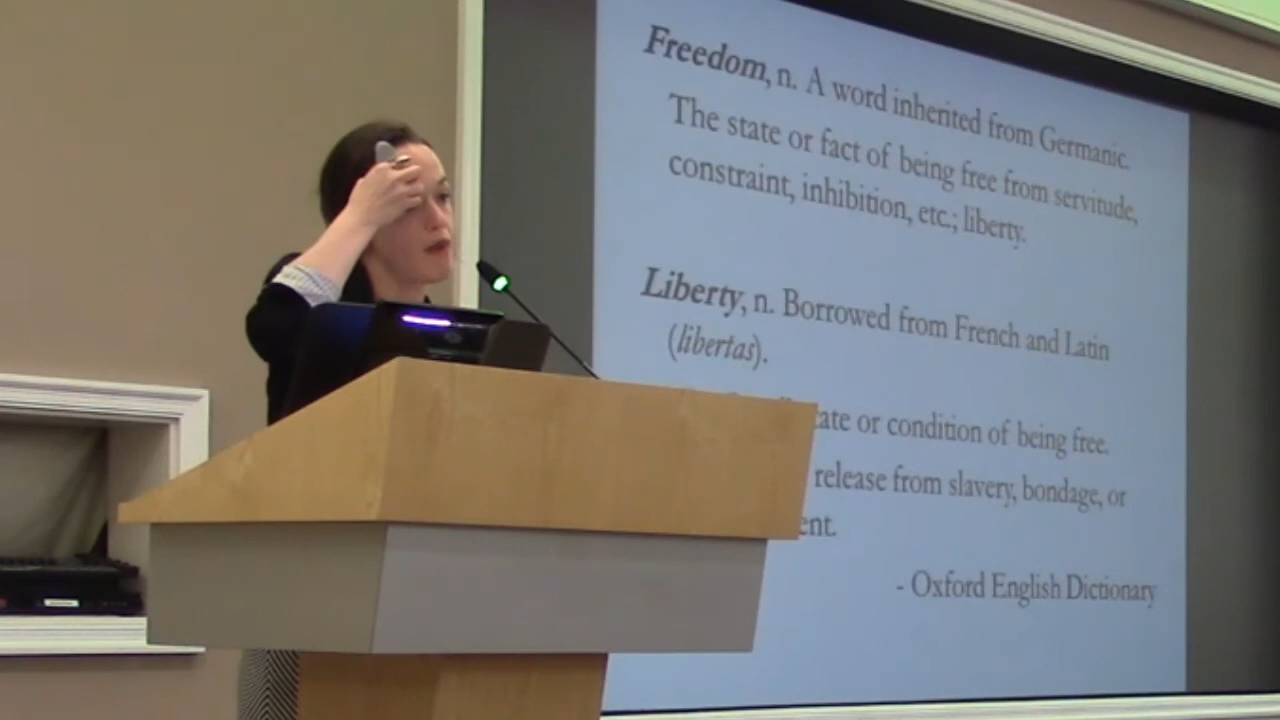 Freedom, n. A word inherited from Germanic.
The state or fact of being free from servitude,
constraint, inhibition, etc.; liberty.
Liberty, n. Borrowed from French and Latin
(libertas).
or condition of being free.
release from slavery, bondage, or
- Oxford English Dictionary